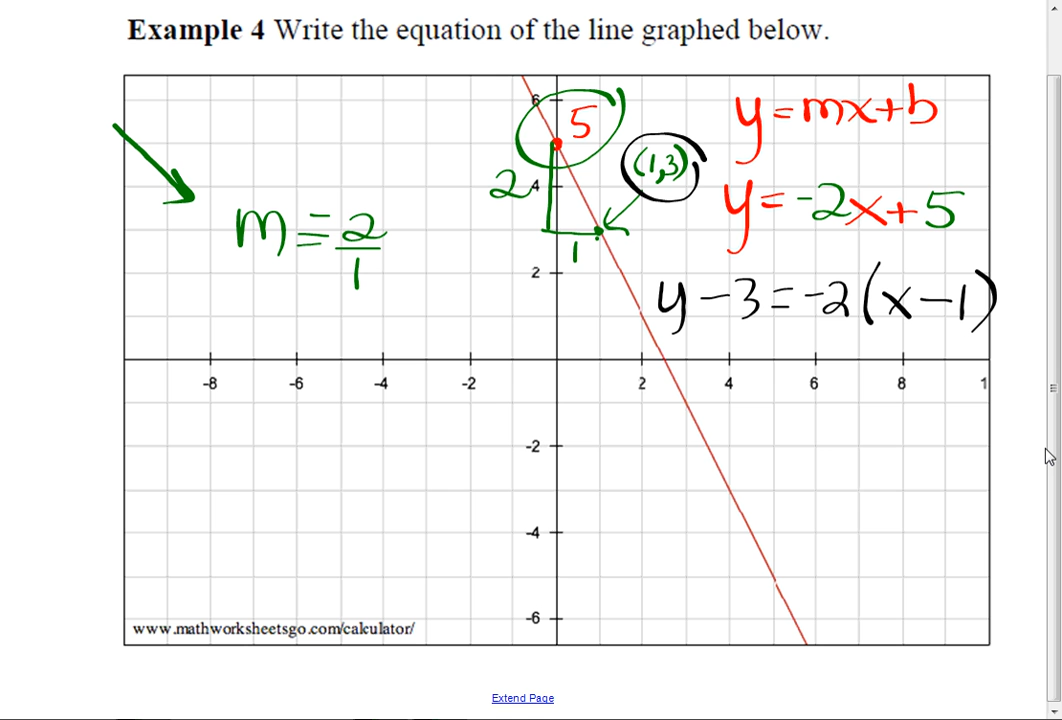 Example 4 Write the equation of the line graphed below.
y = mx + b
6
5
(1,3)
4
2
y = -2x + 5
m = 2/1
1
2
y - 3 = -2(x - 1)
-8 -6 -4 -2 2 4 6 8 1
-2
-4
-6
www.mathworksheetsgo.com/calculator/
Extend Page